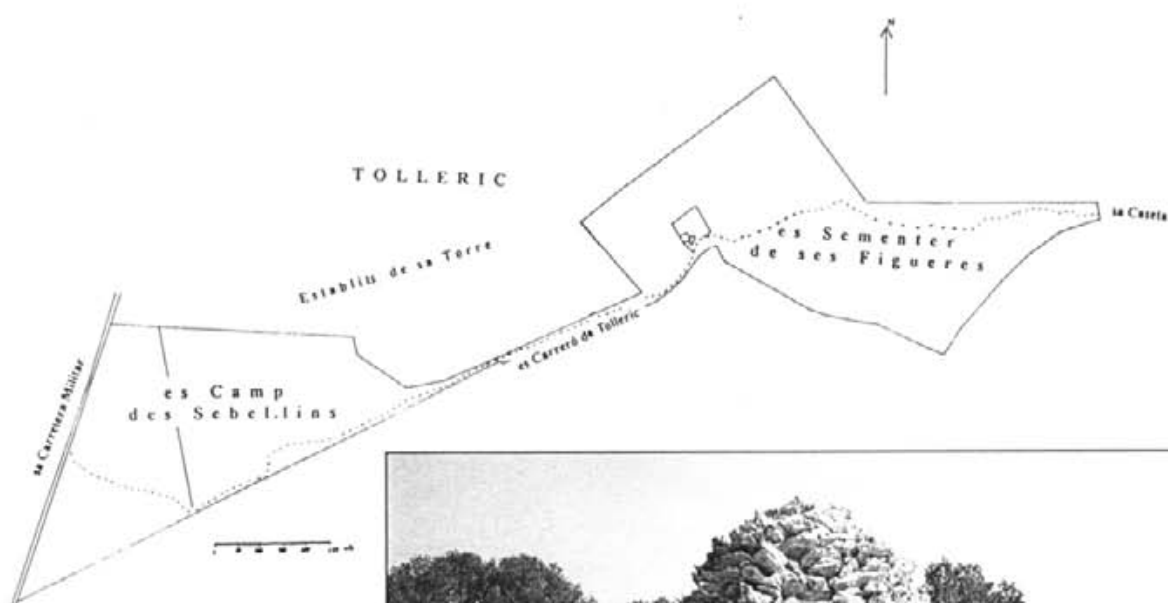 N
TOLLERIC
sa Caseta
es Sementer
de ses Figueres
Establits de sa Torre
es Carreró de Tolleric
es Camp
des Sebel.lins
sa Carretera Militar